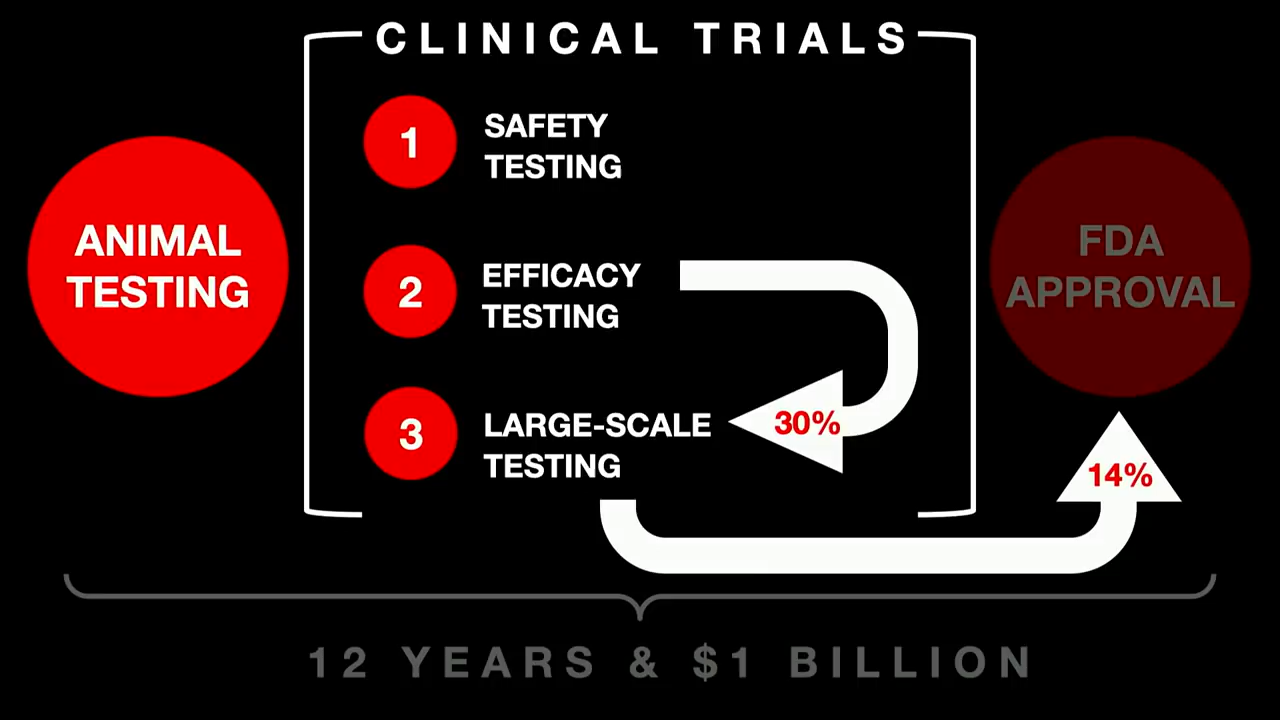 CLINICAL TRIALS
ANIMAL
TESTING
1
SAFETY
TESTING
2
EFFICACY
TESTING
3
LARGE-SCALE
TESTING
30%
FDA
APPROVAL
14%
12 YEARS & $1 BILLION